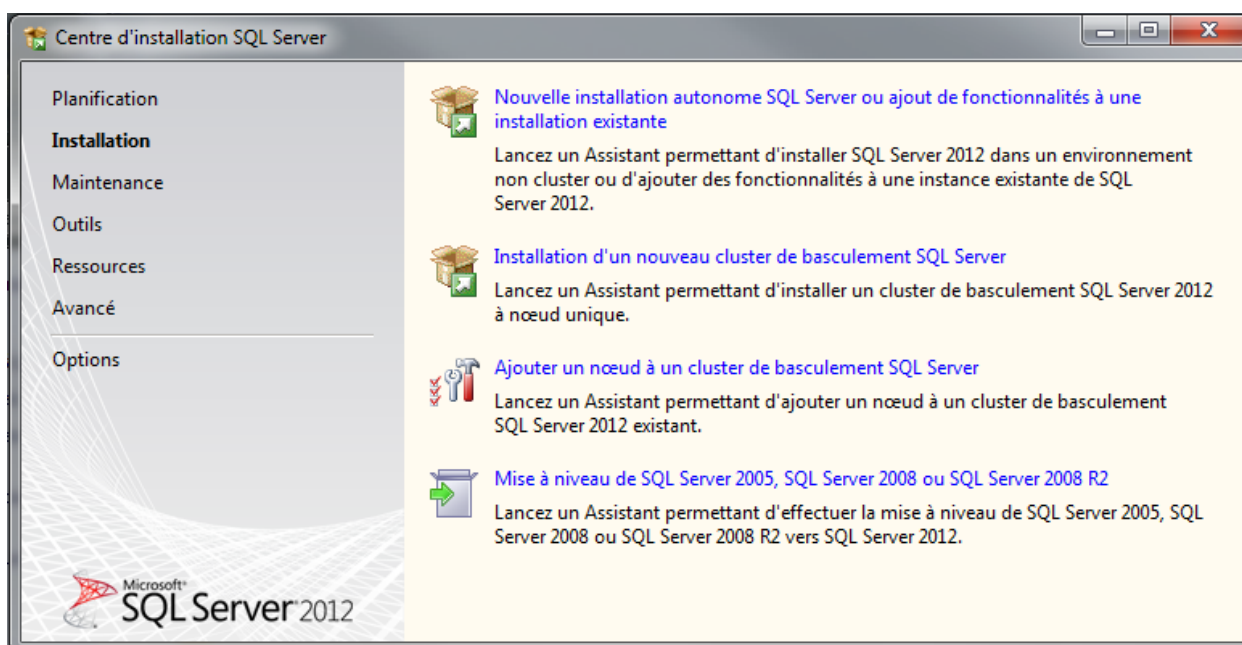 Centre d'installation SQL Server
Planification
Installation
Maintenance
Outils
Ressources
Avancé
Options
Microsoft®
SQL Server® 2012
Nouvelle installation autonome SQL Server ou ajout de fonctionnalités à une
installation existante
Lancez un Assistant permettant d'installer SQL Server 2012 dans un environnement
non cluster ou d'ajouter des fonctionnalités à une instance existante de SQL
Server 2012.
Installation d'un nouveau cluster de basculement SQL Server
Lancez un Assistant permettant d'installer un cluster de basculement SQL Server 2012
à nœud unique.
Ajouter un nœud à un cluster de basculement SQL Server
Lancez un Assistant permettant d'ajouter un nœud à un cluster de basculement
SQL Server 2012 existant.
Mise à niveau de SQL Server 2005, SQL Server 2008 ou SQL Server 2008 R2
Lancez un Assistant permettant d'effectuer la mise à niveau de SQL Server 2005, SQL
Server 2008 ou SQL Server 2008 R2 vers SQL Server 2012.